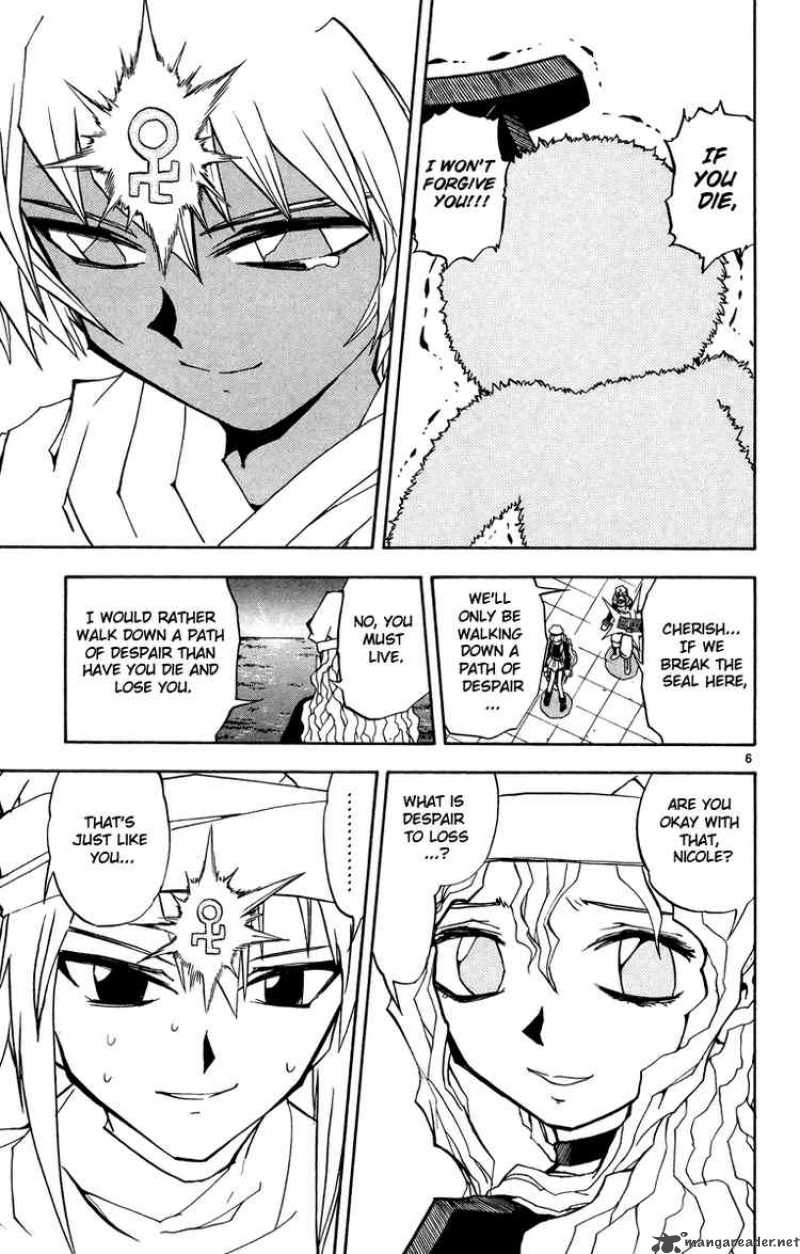 IF
YOU
DIE,
I WON'T
FORGIVE
YOU!!!
CHERISH...
IF WE
BREAK THE
SEAL HERE,
WE'LL
ONLY BE
WALKING
DOWN
A PATH
OF
DESPAIR
...
NO, YOU
MUST
LIVE.
I WOULD RATHER
WALK DOWN A PATH
OF DESPAIR THAN
HAVE YOU DIE AND
LOSE YOU.
6
ARE YOU
OKAY WITH
THAT,
NICOLE?
WHAT IS
DESPAIR
TO LOSS
...?
.........
THAT'S
JUST LIKE
YOU...
mangareader.net